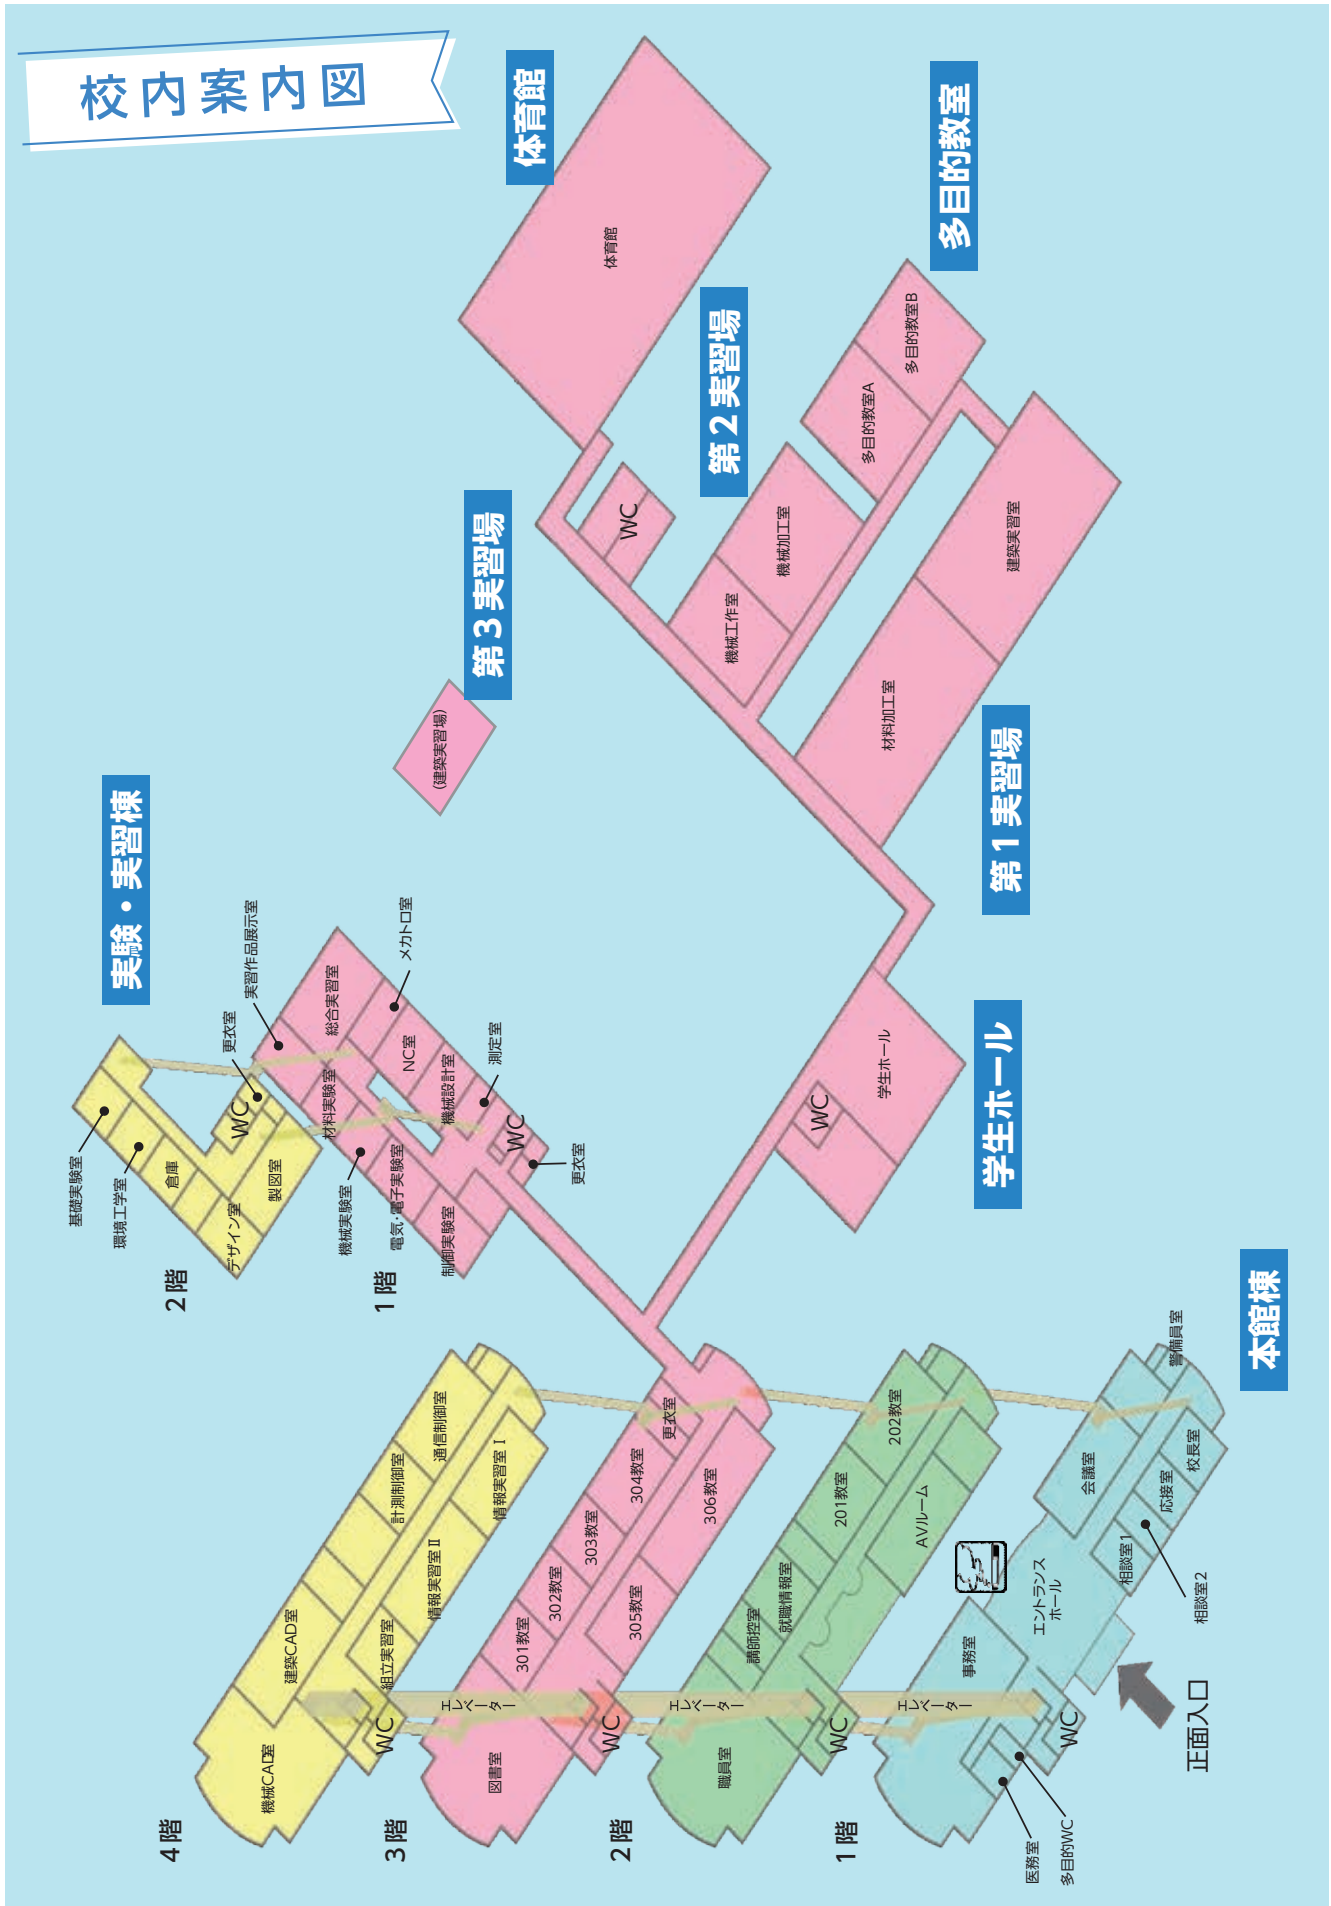 校内案内図
体育館
体育館
多目的教室
多目的教室B
多目的教室A
第2実習場
機械加工室
機械工作室
WC
第3実習場
(建築実習場)
建築実習室
材料加工室
第1実習場
実験・実習棟
実習作品展示室
総合実習室
メカトロ室
更衣室
NC室
機械設計室
測定室
WC
更衣室
材料実験室
機械実験室
電気・電子実験室
制御実験室
1階
WC
基礎実験室
環境工学室
倉庫
製図室
デザイン室
2階
学生ホール
学生ホール
WC
本館棟
4階
通信制御室
計測制御室
情報実習室Ⅰ
情報実習室Ⅱ
建築CAD室
組立実習室
機械CAD室
WC
3階
更衣室
304教室
306教室
303教室
302教室
305教室
301教室
エレベーター
図書室
WC
2階
202教室
201教室
AVルーム
就職情報室
講師控室
エレベーター
職員室
WC
1階
警備員室
会議室
校長室
応接室
相談室1
相談室2
エントランス
ホール
事務室
エレベーター
WC
医務室
多目的WC
正面入口